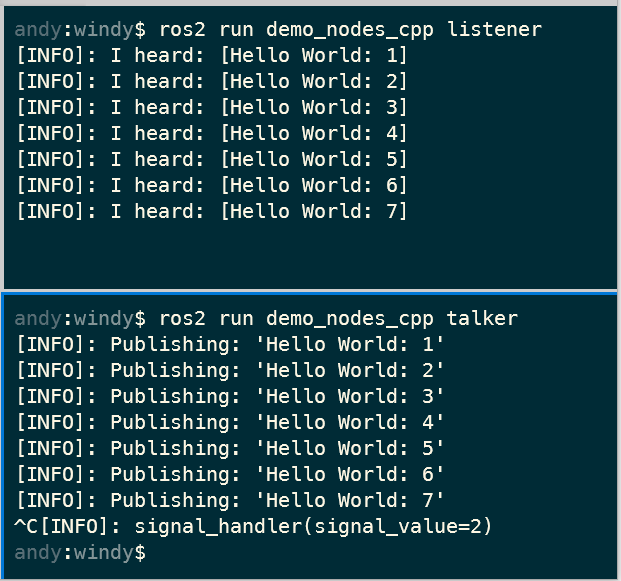 andy:windy$ ros2 run demo_nodes_cpp listener
[INFO]: I heard: [Hello World: 1]
[INFO]: I heard: [Hello World: 2]
[INFO]: I heard: [Hello World: 3]
[INFO]: I heard: [Hello World: 4]
[INFO]: I heard: [Hello World: 5]
[INFO]: I heard: [Hello World: 6]
[INFO]: I heard: [Hello World: 7]
andy:windy$ ros2 run demo_nodes_cpp talker
[INFO]: Publishing: 'Hello World: 1'
[INFO]: Publishing: 'Hello World: 2'
[INFO]: Publishing: 'Hello World: 3'
[INFO]: Publishing: 'Hello World: 4'
[INFO]: Publishing: 'Hello World: 5'
[INFO]: Publishing: 'Hello World: 6'
[INFO]: Publishing: 'Hello World: 7'
^C[INFO]: signal_handler(signal_value=2)
andy:windy$